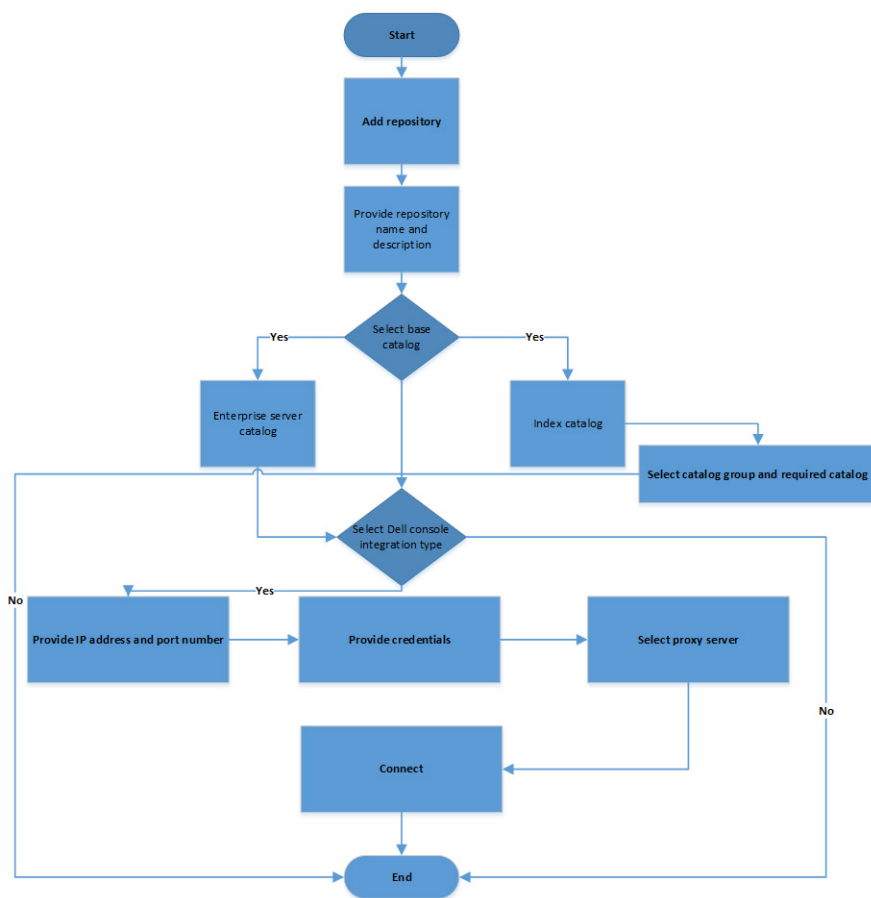 Start
Add repository
Provide repository
name and
description
Select base
catalog
Yes
Yes
Enterprise server
catalog
Index catalog
Select catalog group and required catalog
Select Dell console
integration type
Yes
No
Provide IP address and port number
Provide credentials
Select proxy server
No
Connect
End